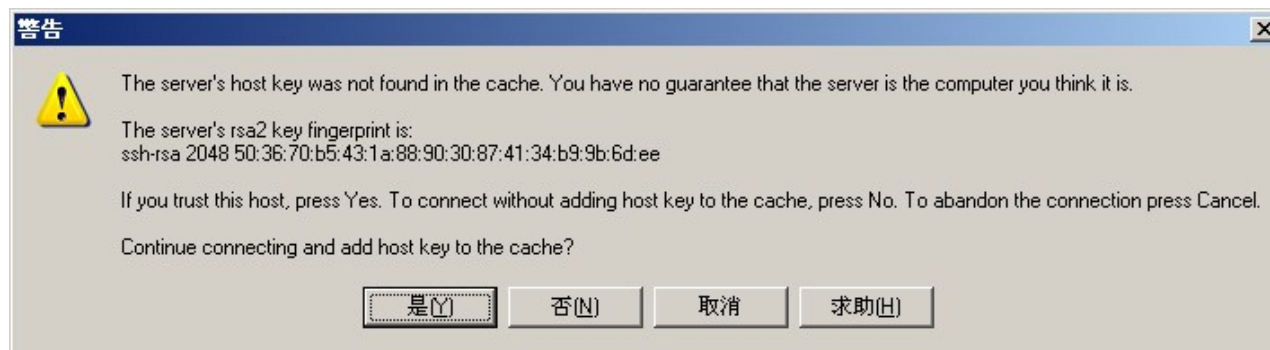 警告
The server's host key was not found in the cache. You have no guarantee that the server is the computer you think it is.
The server's rsa2 key fingerprint is:
ssh-rsa 2048 50:36:70:b5:43:1a:88:90:30:87:41:34:b9:9b:6d:ee
If you trust this host, press Yes. To connect without adding host key to the cache, press No. To abandon the connection press Cancel.
Continue connecting and add host key to the cache?
是(Y) 否(N) 取消 求助(H)